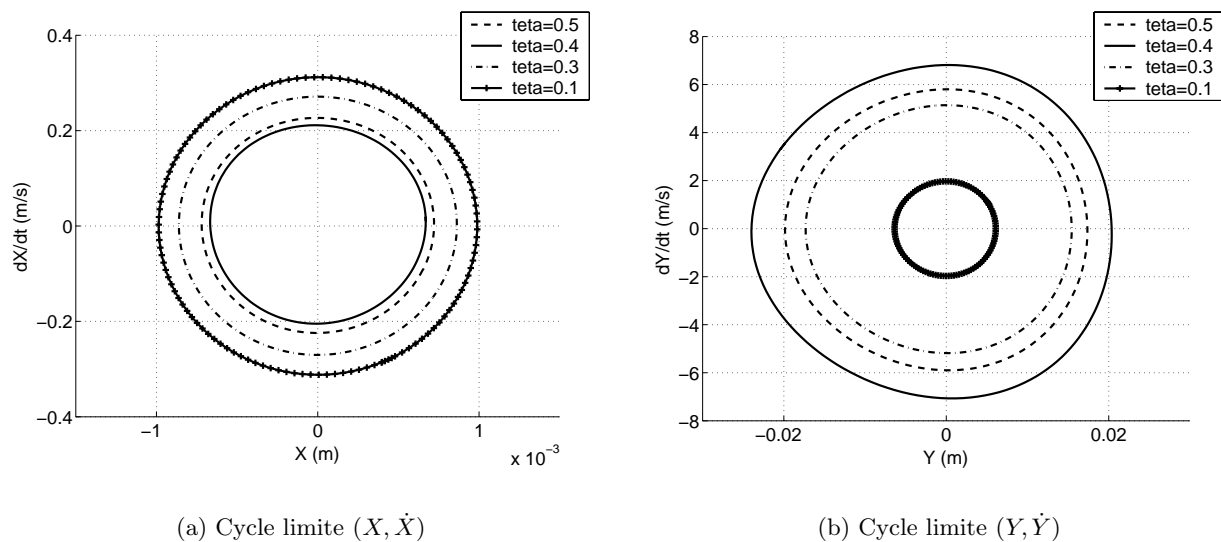 teta=0.5
teta=0.4
teta=0.3
teta=0.1
0.4
0.2
0
−0.2
−0.4
dX/dt (m/s)
−1
0
1
X (m)
x 10⁻³
(a) Cycle limite (X, Ẋ)
teta=0.5
teta=0.4
teta=0.3
teta=0.1
8
6
4
2
0
−2
−4
−6
−8
dY/dt (m/s)
−0.02
0
0.02
Y (m)
(b) Cycle limite (Y, Ẏ)